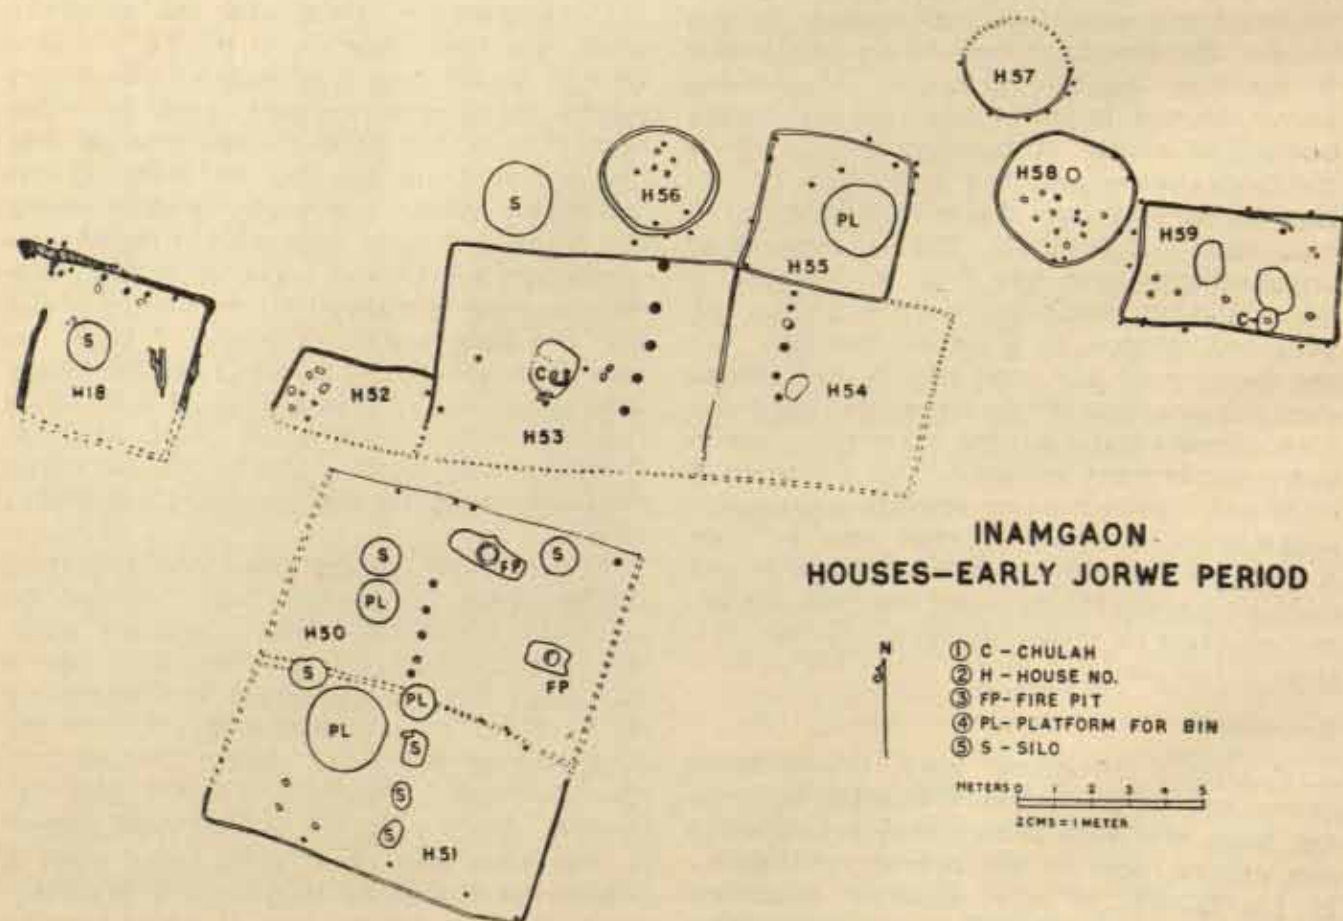 H57
H56
H58
S
PL
H59
H55
C
S
H18
H52
C
H54
H53
INAMGAON
HOUSES-EARLY JORWE PERIOD
S
FP
S
PL
H50
N
① C - CHULAH
② H - HOUSE NO.
③ FP - FIRE PIT
④ PL - PLATFORM FOR BIN
⑤ S - SILO
S
FP
PL
PL
S
S
S
H51
METERS 0 1 2 3 4 5
2 CMS = 1 METER